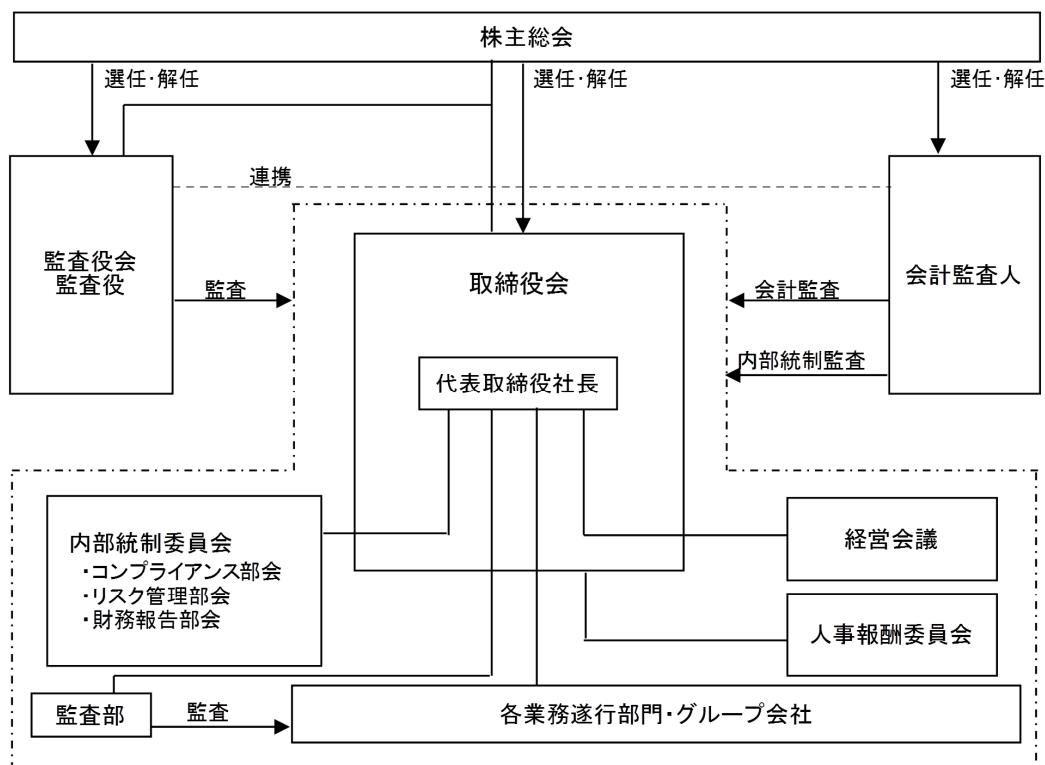 株主総会
選任・解任
選任・解任
選任・解任
連携
監査役会
監査役
監査
取締役会
会計監査
会計監査人
内部統制監査
代表取締役社長
内部統制委員会
・コンプライアンス部会
・リスク管理部会
・財務報告部会
経営会議
人事報酬委員会
監査部
監査
各業務遂行部門・グループ会社